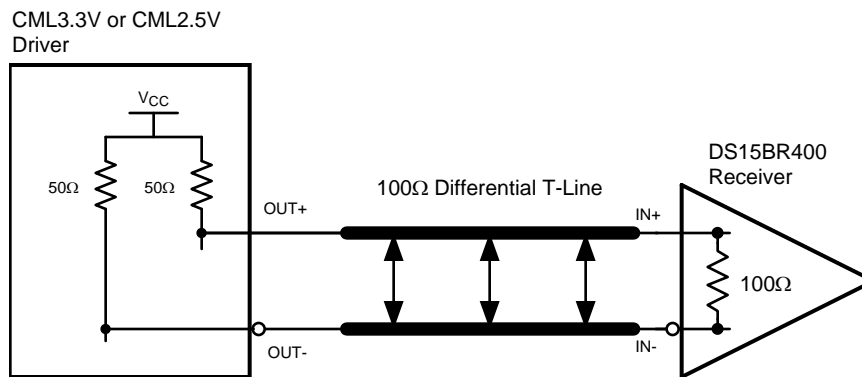 CML3.3V or CML2.5V
Driver
VCC
50Ω
50Ω
OUT+
OUT-
100Ω Differential T-Line
IN+
IN-
DS15BR400
Receiver
100Ω